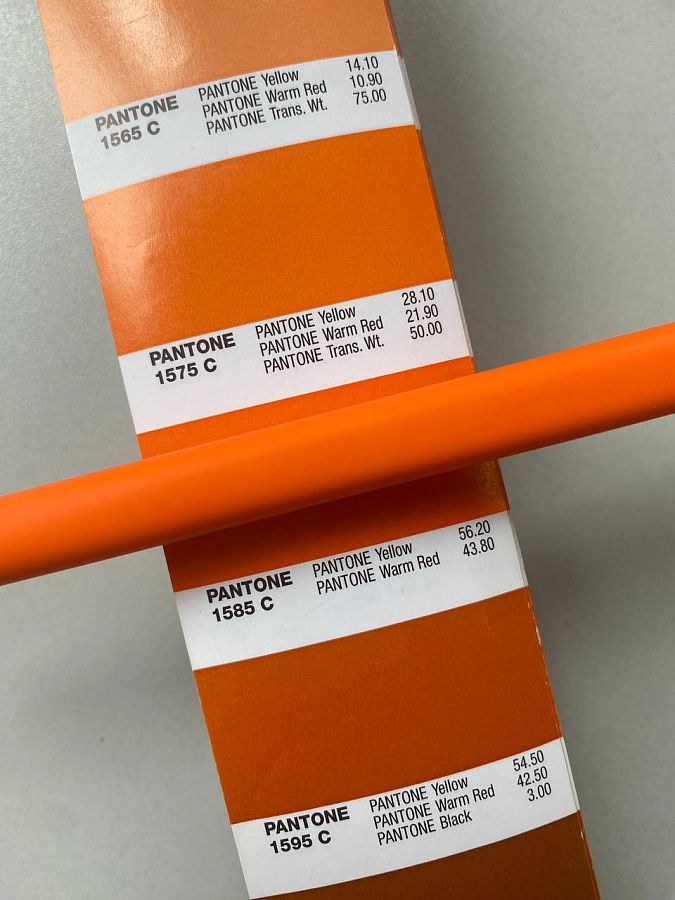 PANTONE
1565 C
PANTONE Yellow 14.10
PANTONE Warm Red 10.90
PANTONE Trans. Wt. 75.00
PANTONE
1575 C
PANTONE Yellow 28.10
PANTONE Warm Red 21.90
PANTONE Trans. Wt. 50.00
PANTONE
1585 C
PANTONE Yellow 56.20
PANTONE Warm Red 43.80
PANTONE
1595 C
PANTONE Yellow 54.50
PANTONE Warm Red 42.50
PANTONE Black 3.00